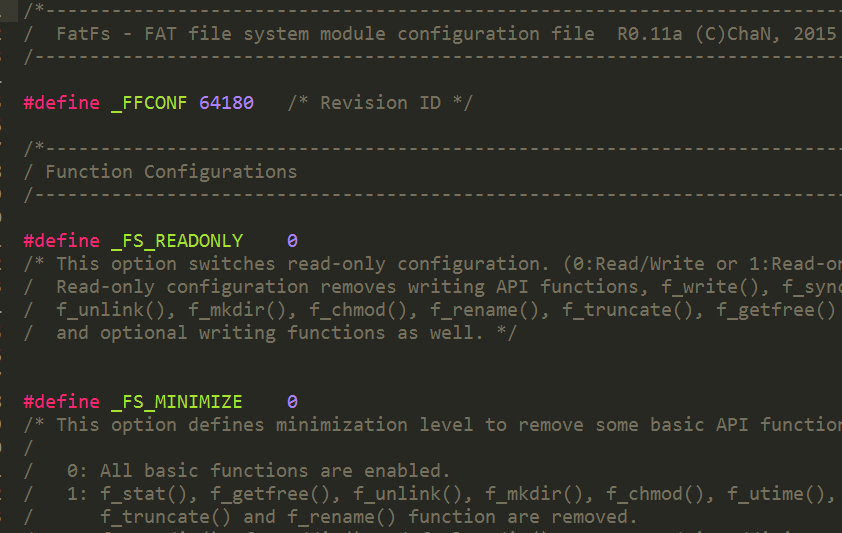 /*--------------------------------------------------------------------------
/  FatFs - FAT file system module configuration file  R0.11a (C)ChaN, 2015
/---------------------------------------------------------------------------
#define _FFCONF 64180   /* Revision ID */
/*--------------------------------------------------------------------------
/ Function Configurations
/---------------------------------------------------------------------------
#define _FS_READONLY    0
/* This option switches read-only configuration. (0:Read/Write or 1:Read-on
/  Read-only configuration removes writing API functions, f_write(), f_sync
/  f_unlink(), f_mkdir(), f_chmod(), f_rename(), f_truncate(), f_getfree()
/  and optional writing functions as well. */
#define _FS_MINIMIZE    0
/* This option defines minimization level to remove some basic API function
/
/   0: All basic functions are enabled.
/   1: f_stat(), f_getfree(), f_unlink(), f_mkdir(), f_chmod(), f_utime(),
/      f_truncate() and f_rename() function are removed.